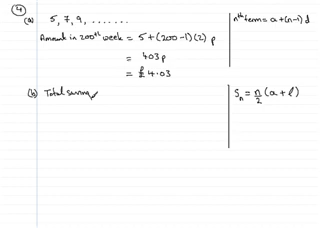 4
(a) 5, 7, 9, .......
nth term = a + (n-1) d
Amount in 200th week = 5 + (200 - 1)(2) p
= 403 p
= £4.03
(b) Total saving
Sn = n/2 (a + l)